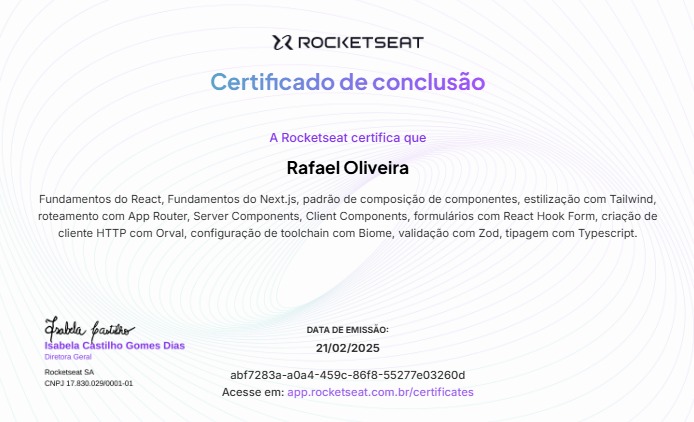 ROCKETSEAT
Certificado de conclusão
A Rocketseat certifica que
Rafael Oliveira
Fundamentos do React, Fundamentos do Next.js, padrão de composição de componentes, estilização com Tailwind,
roteamento com App Router, Server Components, Client Components, formulários com React Hook Form, criação de
cliente HTTP com Orval, configuração de toolchain com Biome, validação com Zod, tipagem com Typescript.
Isabela Castilho
Isabela Castilho Gomes Dias
Diretora Geral
Rocketseat SA
CNPJ 17.830.029/0001-01
DATA DE EMISSÃO:
21/02/2025
abf7283a-a0a4-459c-86f8-55277e03260d
Acesse em: app.rocketseat.com.br/certificates